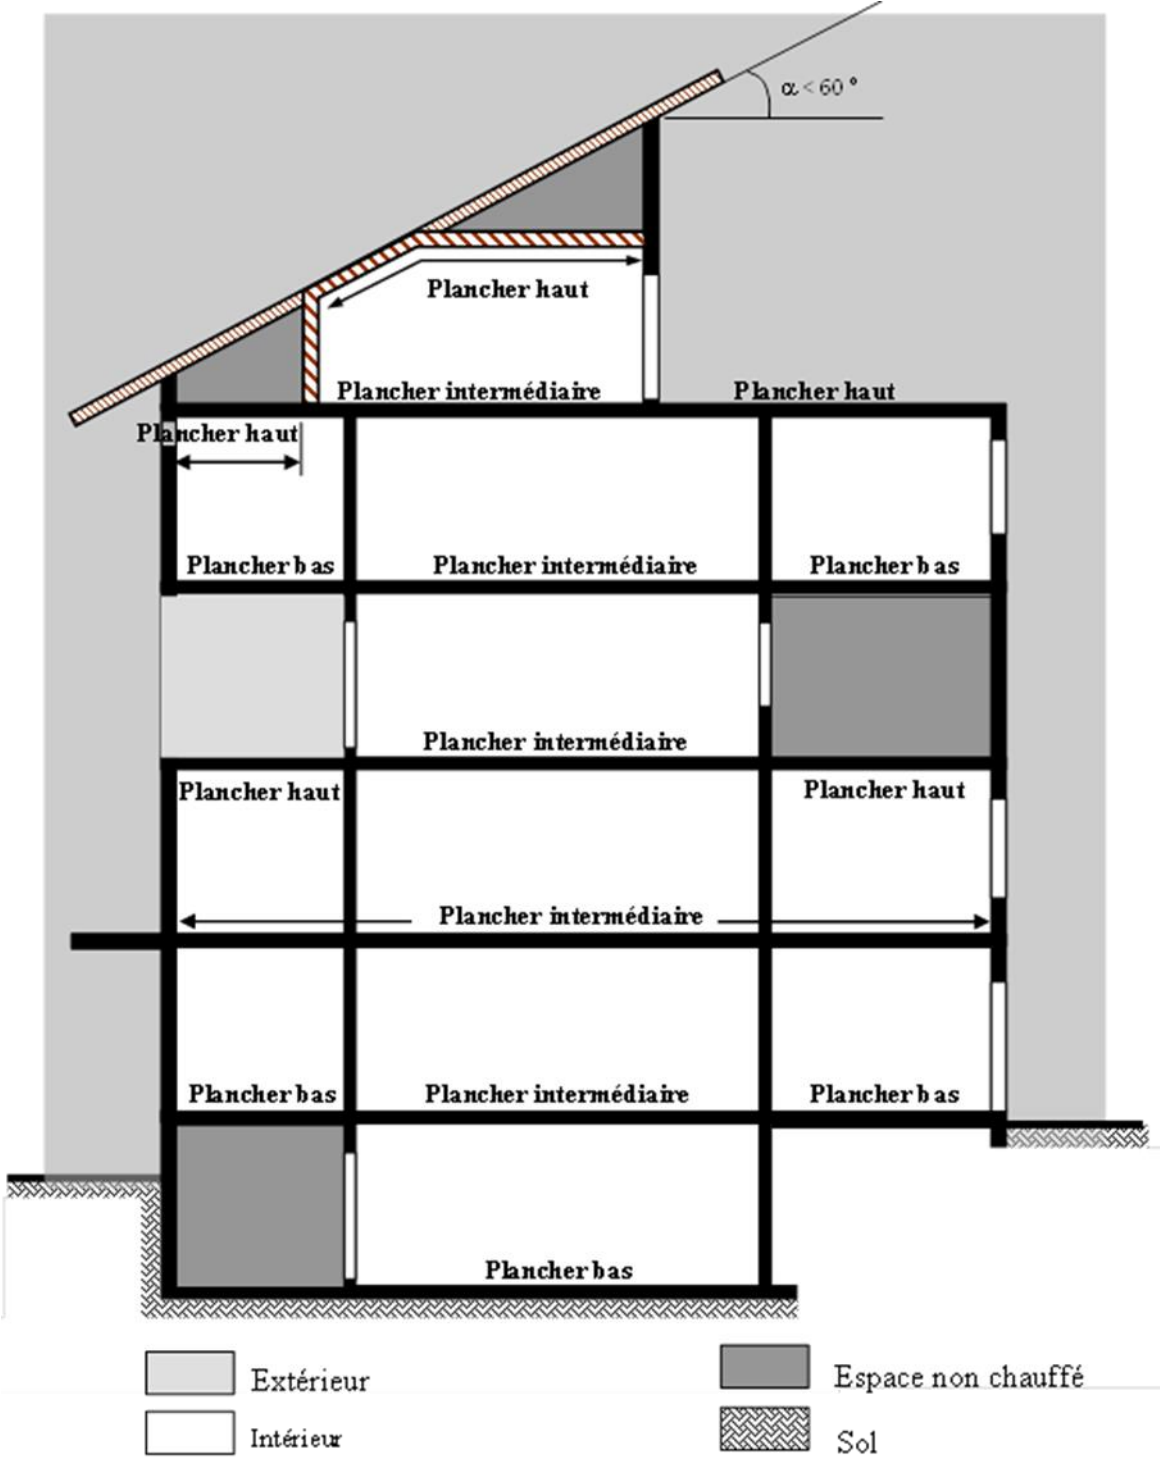 α < 60 °
Plancher haut
Plancher intermédiaire
Plancher haut
Plancher haut
Plancher bas
Plancher intermédiaire
Plancher bas
Plancher intermédiaire
Plancher haut
Plancher haut
Plancher intermédiaire
Plancher bas
Plancher intermédiaire
Plancher bas
Plancher bas
Extérieur
Espace non chauffé
Intérieur
Sol